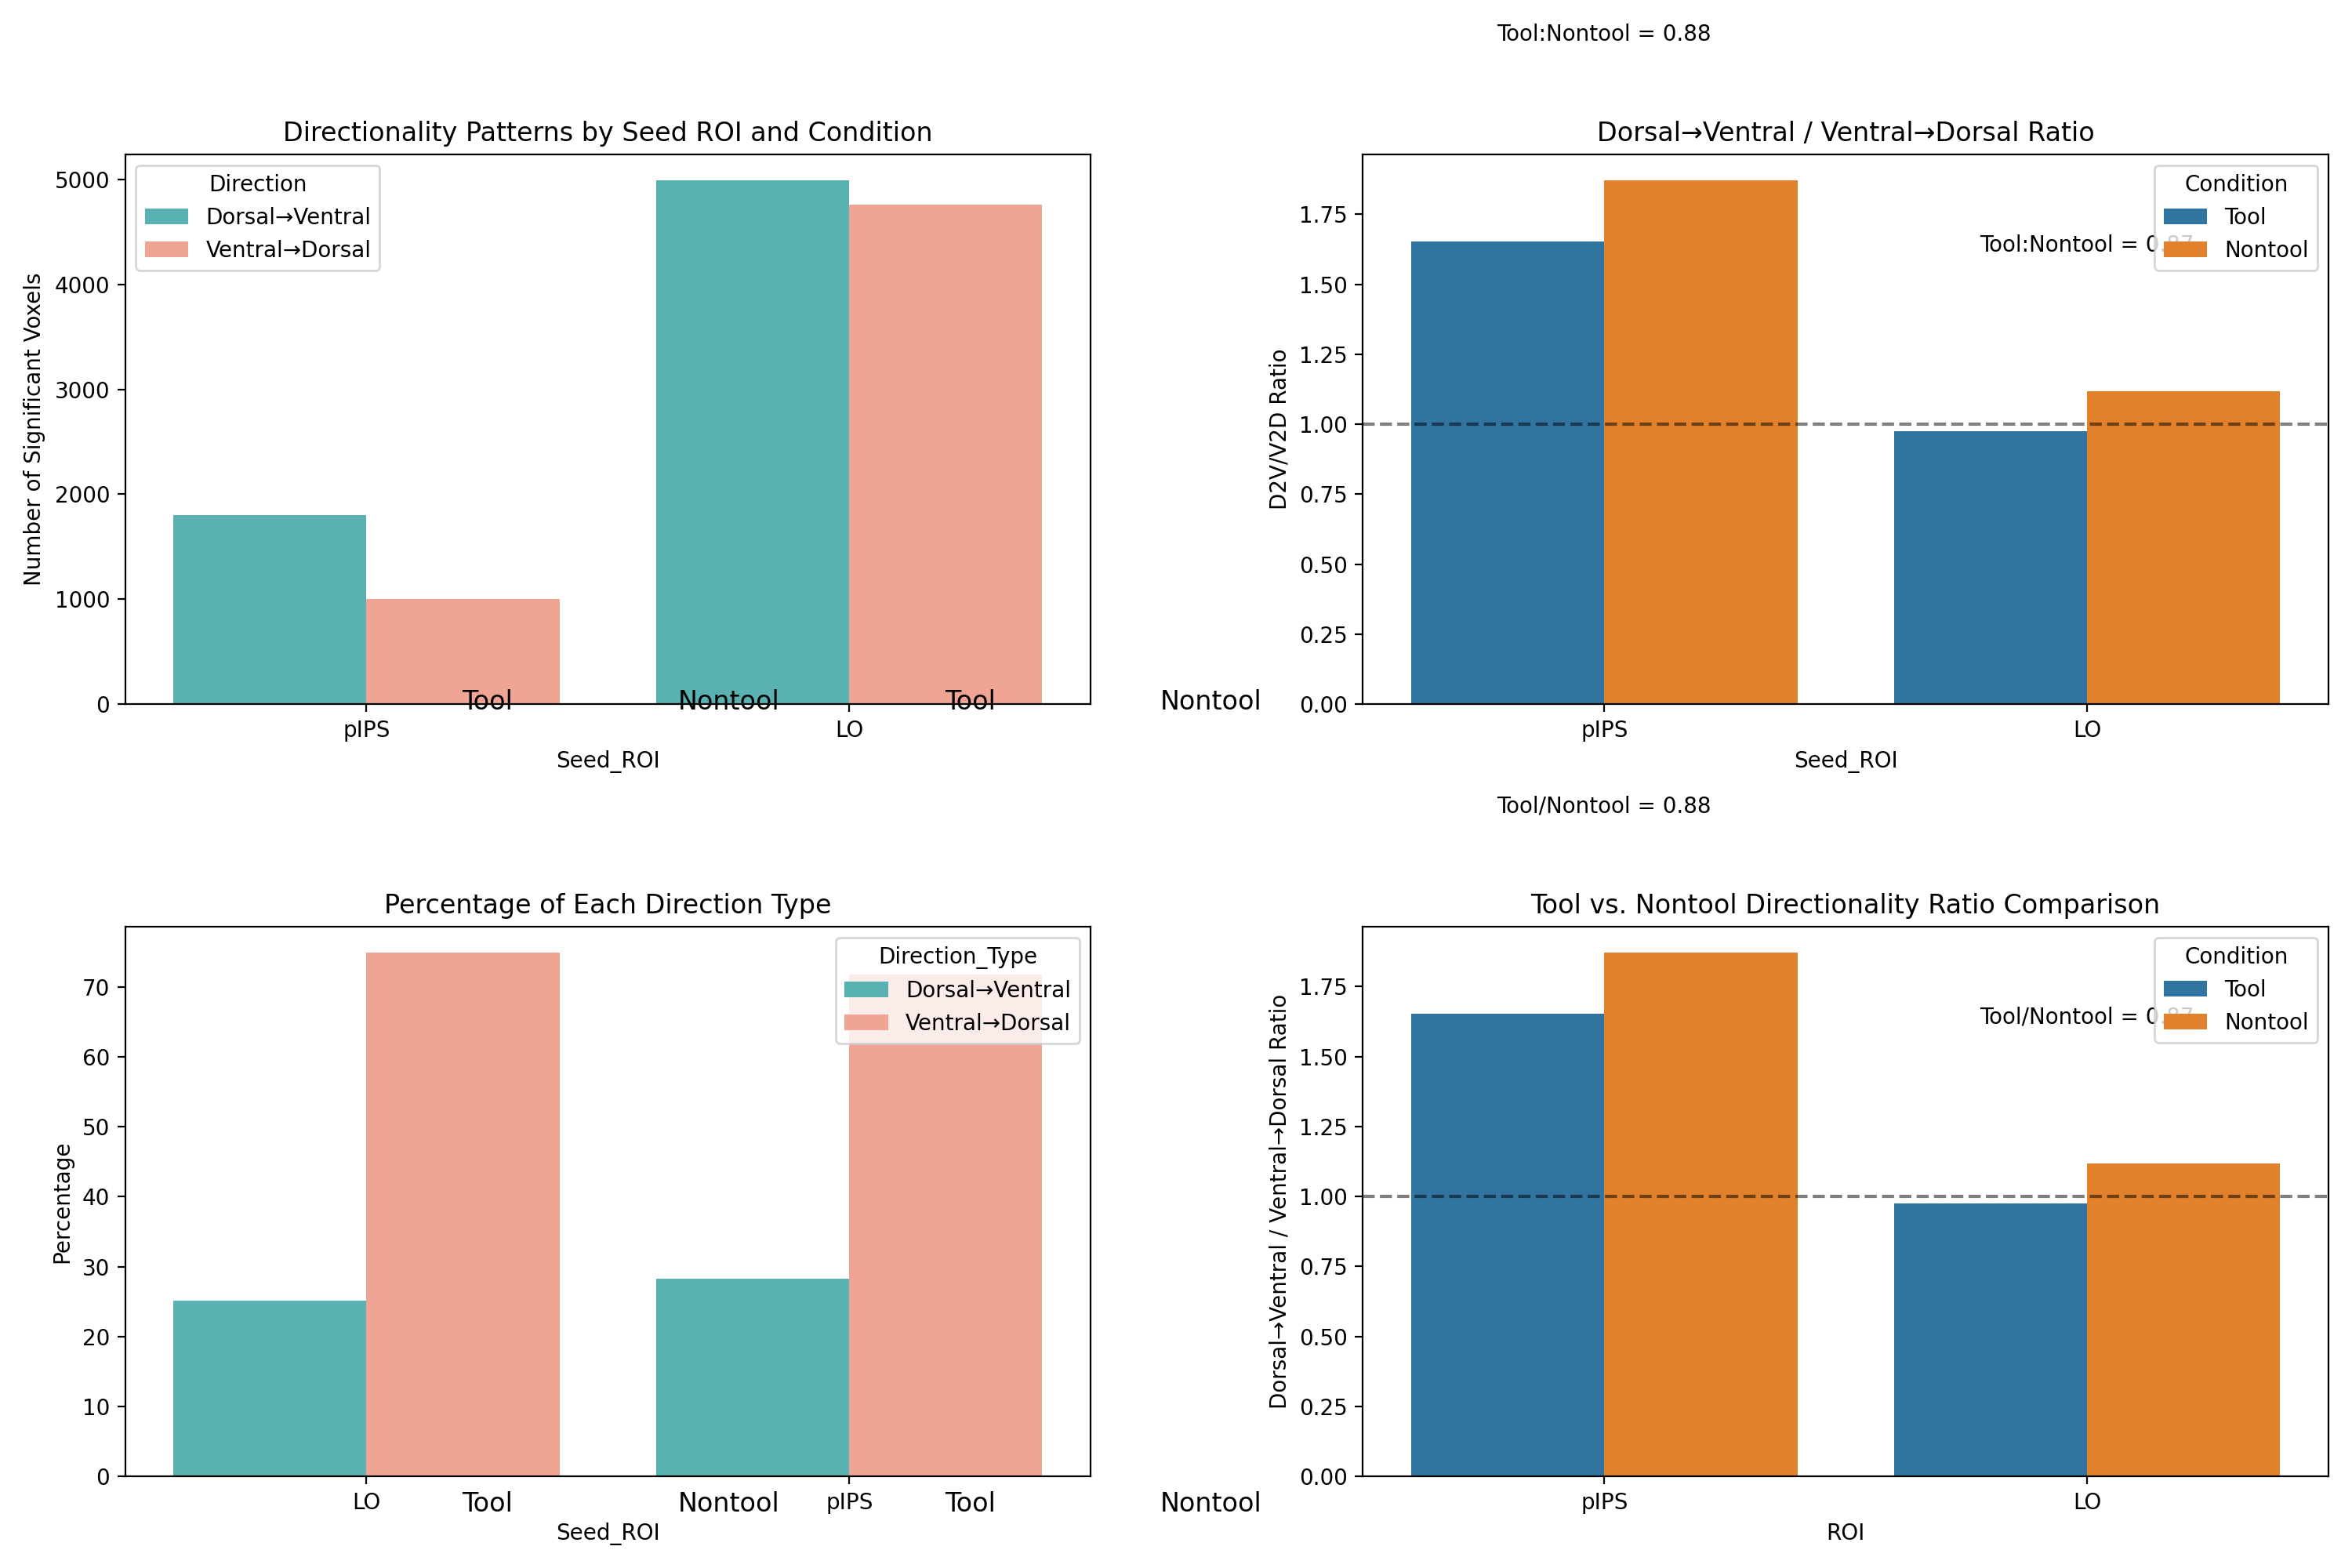 Tool:Nontool = 0.88
Directionality Patterns by Seed ROI and Condition
Direction
Dorsal→Ventral
Ventral→Dorsal
Number of Significant Voxels
5000
4000
3000
2000
1000
0
Tool
Nontool
Tool
Nontool
pIPS
LO
Seed_ROI
Dorsal→Ventral / Ventral→Dorsal Ratio
Condition
Tool
Nontool
Tool:Nontool = 0.87
D2V/V2D Ratio
1.75
1.50
1.25
1.00
0.75
0.50
0.25
0.00
pIPS
LO
Seed_ROI
Tool/Nontool = 0.88
Percentage of Each Direction Type
Direction_Type
Dorsal→Ventral
Ventral→Dorsal
Percentage
70
60
50
40
30
20
10
0
LO
Tool
Nontool
pIPS
Tool
Nontool
Seed_ROI
Tool vs. Nontool Directionality Ratio Comparison
Condition
Tool
Nontool
Tool/Nontool = 0.87
Dorsal→Ventral / Ventral→Dorsal Ratio
1.75
1.50
1.25
1.00
0.75
0.50
0.25
0.00
pIPS
LO
ROI